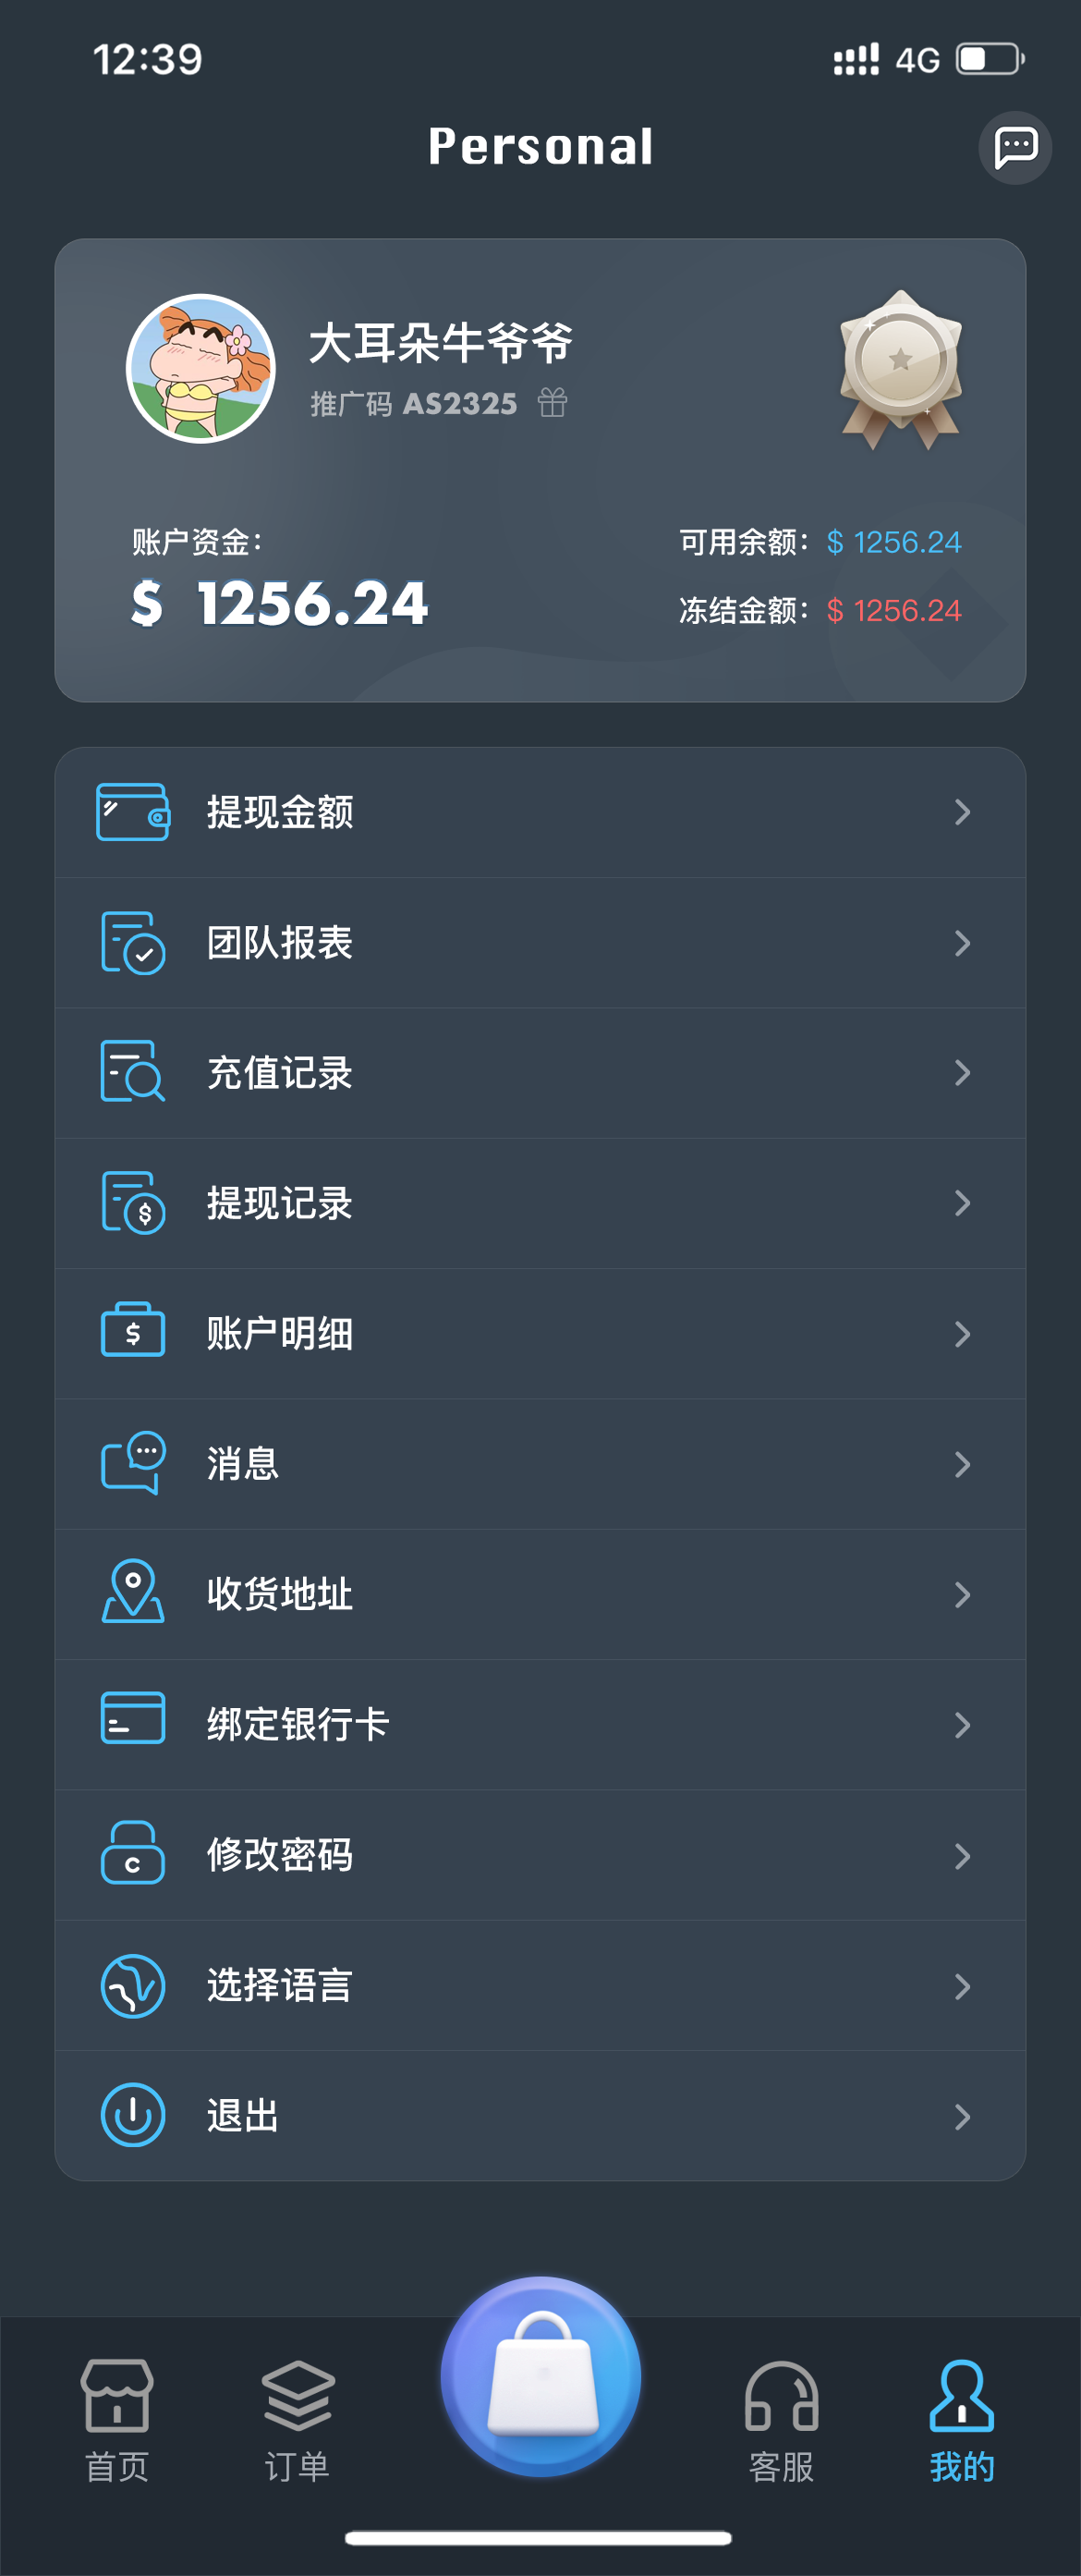 12:39
4G
Personal
大耳朵牛爷爷
推广码 AS2325
账户资金：
$ 1256.24
可用余额： $ 1256.24
冻结金额： $ 1256.24
提现金额
团队报表
充值记录
提现记录
账户明细
消息
收货地址
绑定银行卡
修改密码
选择语言
退出
首页
订单
客服
我的